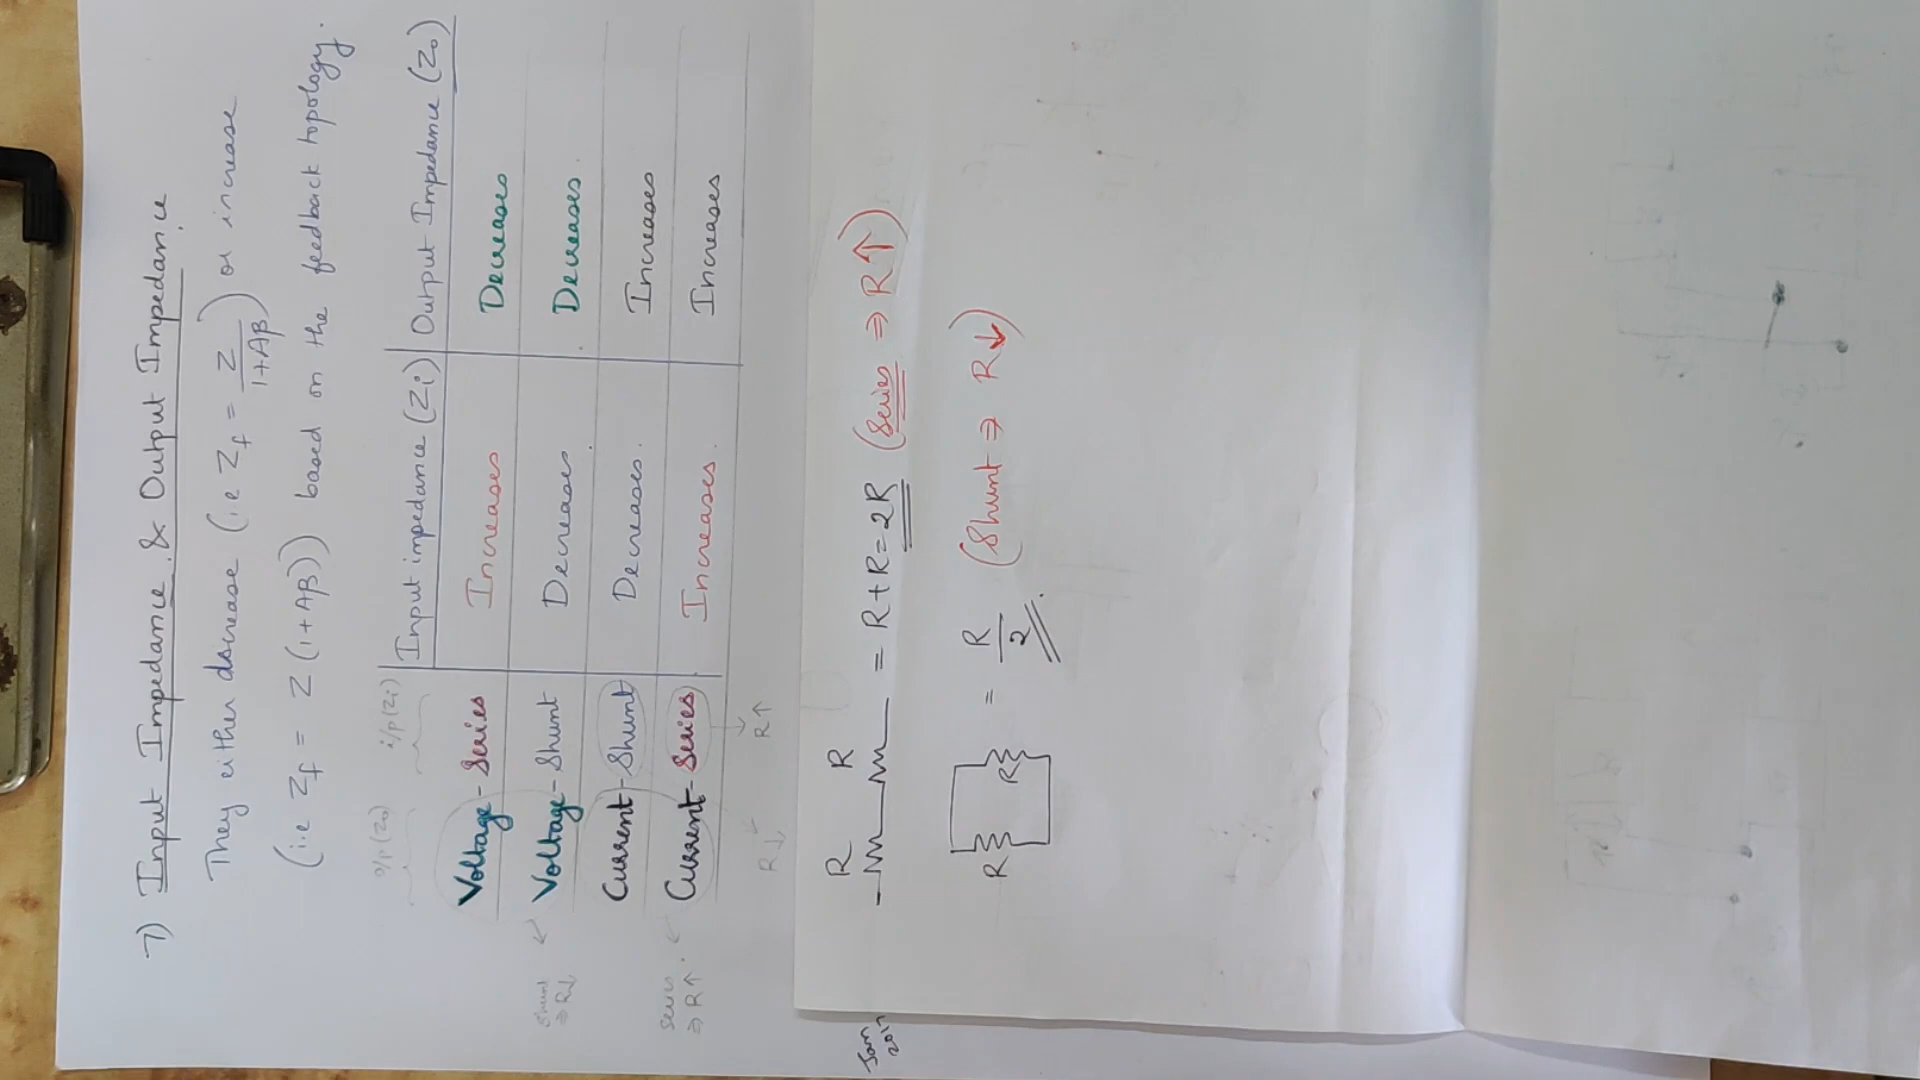 7) Input Impedance & Output Impedance
They either decrease (i.e Zf = Z/(1+Aβ)) or increase
(i.e Zf = Z (1+Aβ)) based on the feedback topology.
o/p (Zo) i/p (Zi)
Input impedance (Zi) Output Impedance (Zo)
Voltage - Series Increases Decreases
Voltage - Shunt Decreases. Decreases.
Current - Shunt Decreases. Increases
Current - Series Increases. Increases
shunt
⇒ R↓
series
⇒ R↑
R↓ R↑
R R
= R + R = 2R (Series ⇒ R↑)
R R = R/2 (Shunt ⇒ R↓)
Jan